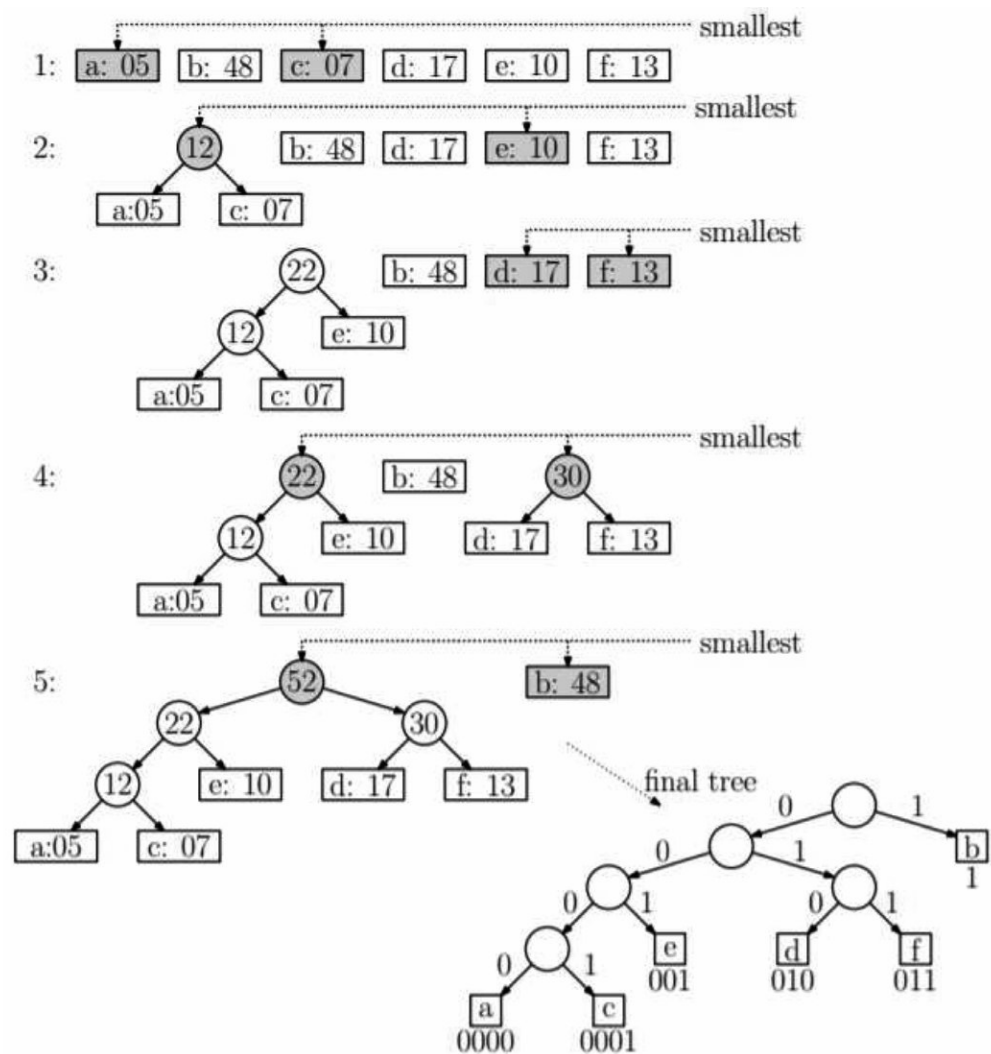 smallest
1: a: 05 b: 48 c: 07 d: 17 e: 10 f: 13
smallest
2: 12 b: 48 d: 17 e: 10 f: 13
a:05 c: 07
smallest
3: 22 b: 48 d: 17 f: 13
12 e: 10
a:05 c: 07
smallest
4: 22 b: 48 30
12 e: 10 d: 17 f: 13
a:05 c: 07
smallest
5: 52 b: 48
22 30
12 e: 10 d: 17 f: 13
final tree
0 1
a:05 c: 07
0 1 b
1
0 1 0 1
e d f
0 1 001 010 011
a c
0000 0001